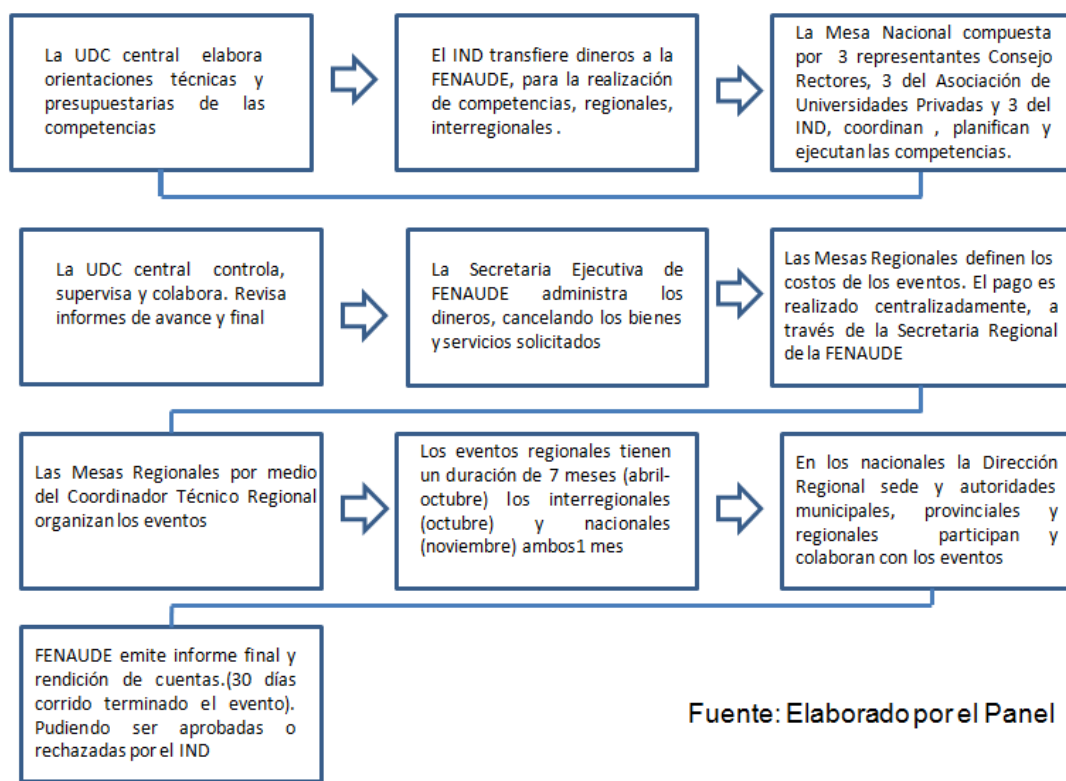 La UDC central elabora
orientaciones técnicas y
presupuestarias de las
competencias
El IND transfiere dineros a la
FENAUDE, para la realización
de competencias, regionales,
interregionales .
La Mesa Nacional compuesta
por 3 representantes Consejo
Rectores, 3 del Asociación de
Universidades Privadas y 3 del
IND, coordinan , planifican y
ejecutan las competencias.
La UDC central controla,
supervisa y colabora. Revisa
informes de avance y final
La Secretaria Ejecutiva de
FENAUDE administra los
dineros, cancelando los bienes
y servicios solicitados
Las Mesas Regionales definen los
costos de los eventos. El pago es
realizado centralizadamente, a
través de la Secretaria Regional
de la FENAUDE
Las Mesas Regionales por medio
del Coordinador Técnico Regional
organizan los eventos
Los eventos regionales tienen
un duración de 7 meses (abril-
octubre) los interregionales
(octubre) y nacionales
(noviembre) ambos1 mes
En los nacionales la Dirección
Regional sede y autoridades
municipales, provinciales y
regionales participan y
colaboran con los eventos
FENAUDE emite informe final y
rendición de cuentas.(30 días
corrido terminado el evento).
Pudiendo ser aprobadas o
rechazadas por el IND
Fuente: Elaborado por el Panel